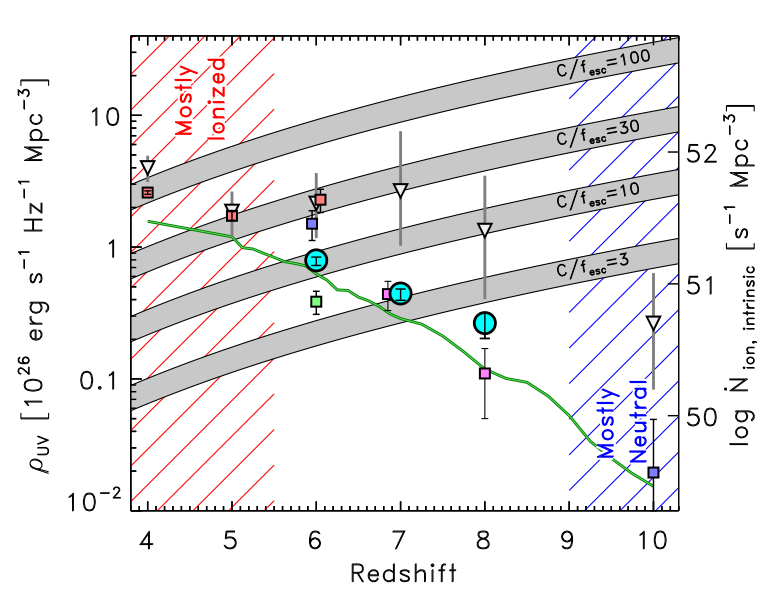 Mostly
Ionized
C/f_esc=100
C/f_esc=30
C/f_esc=10
C/f_esc=3
Mostly
Neutral
10
1
0.1
10⁻²
ρ_UV [10²⁶ erg s⁻¹ Hz⁻¹ Mpc⁻³]
52
51
50
log Ṅ_ion, intrinsic [s⁻¹ Mpc⁻³]
4 5 6 7 8 9 10
Redshift